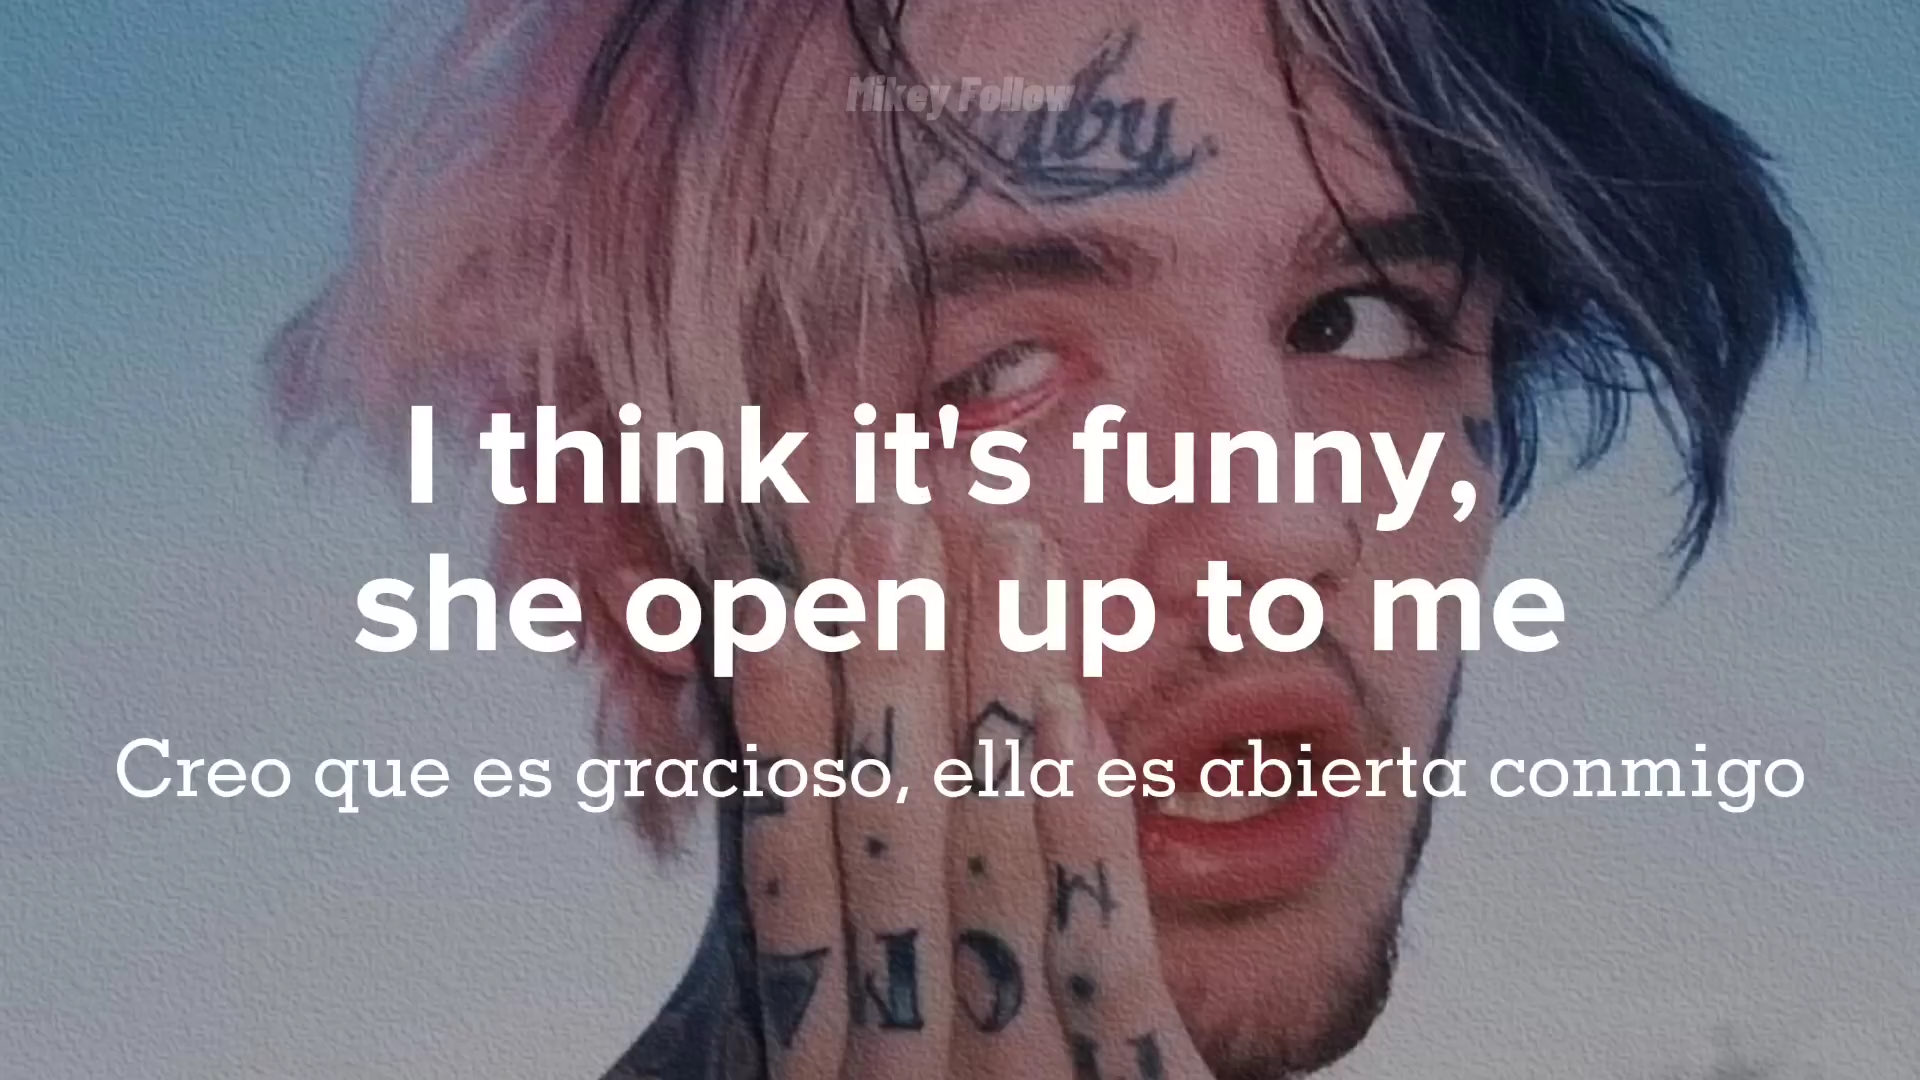 Mikey Follow
I think it's funny,
she open up to me
Creo que es gracioso, ella es abierta conmigo